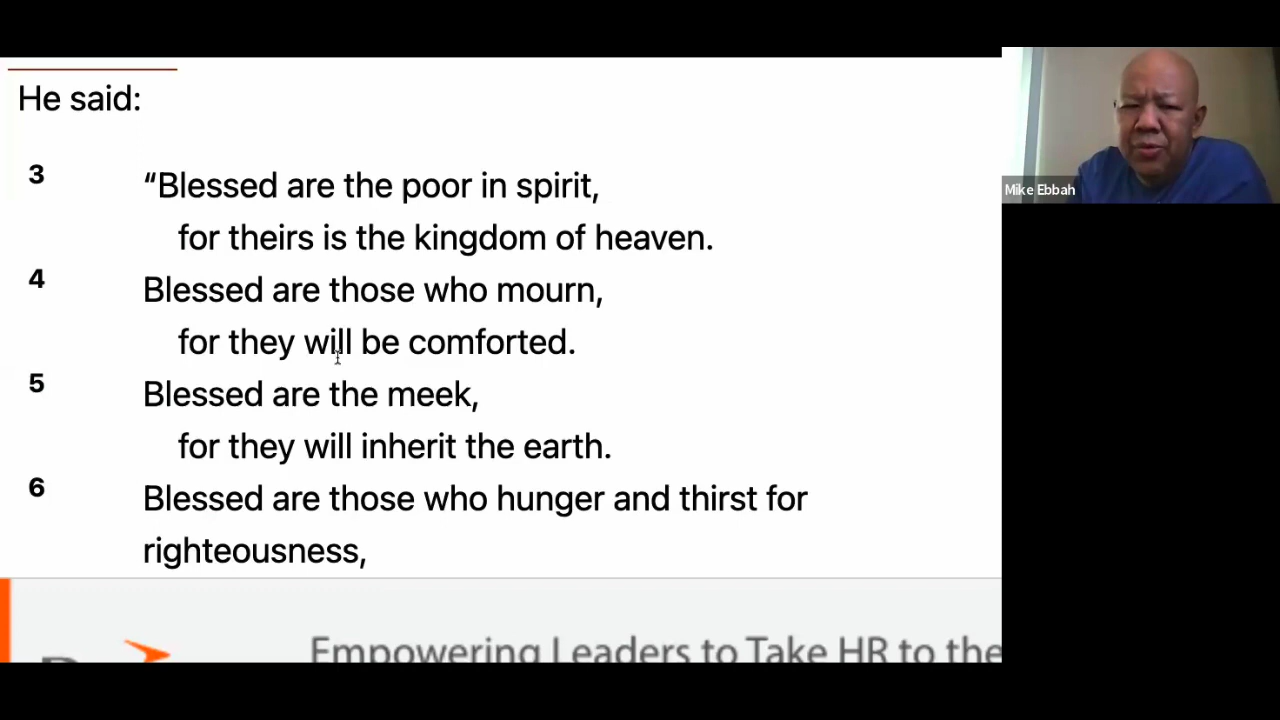 He said:
3 “Blessed are the poor in spirit,
for theirs is the kingdom of heaven.
4 Blessed are those who mourn,
for they will be comforted.
5 Blessed are the meek,
for they will inherit the earth.
6 Blessed are those who hunger and thirst for
righteousness,
Empowering Leaders to Take HR to the
Mike Ebbah